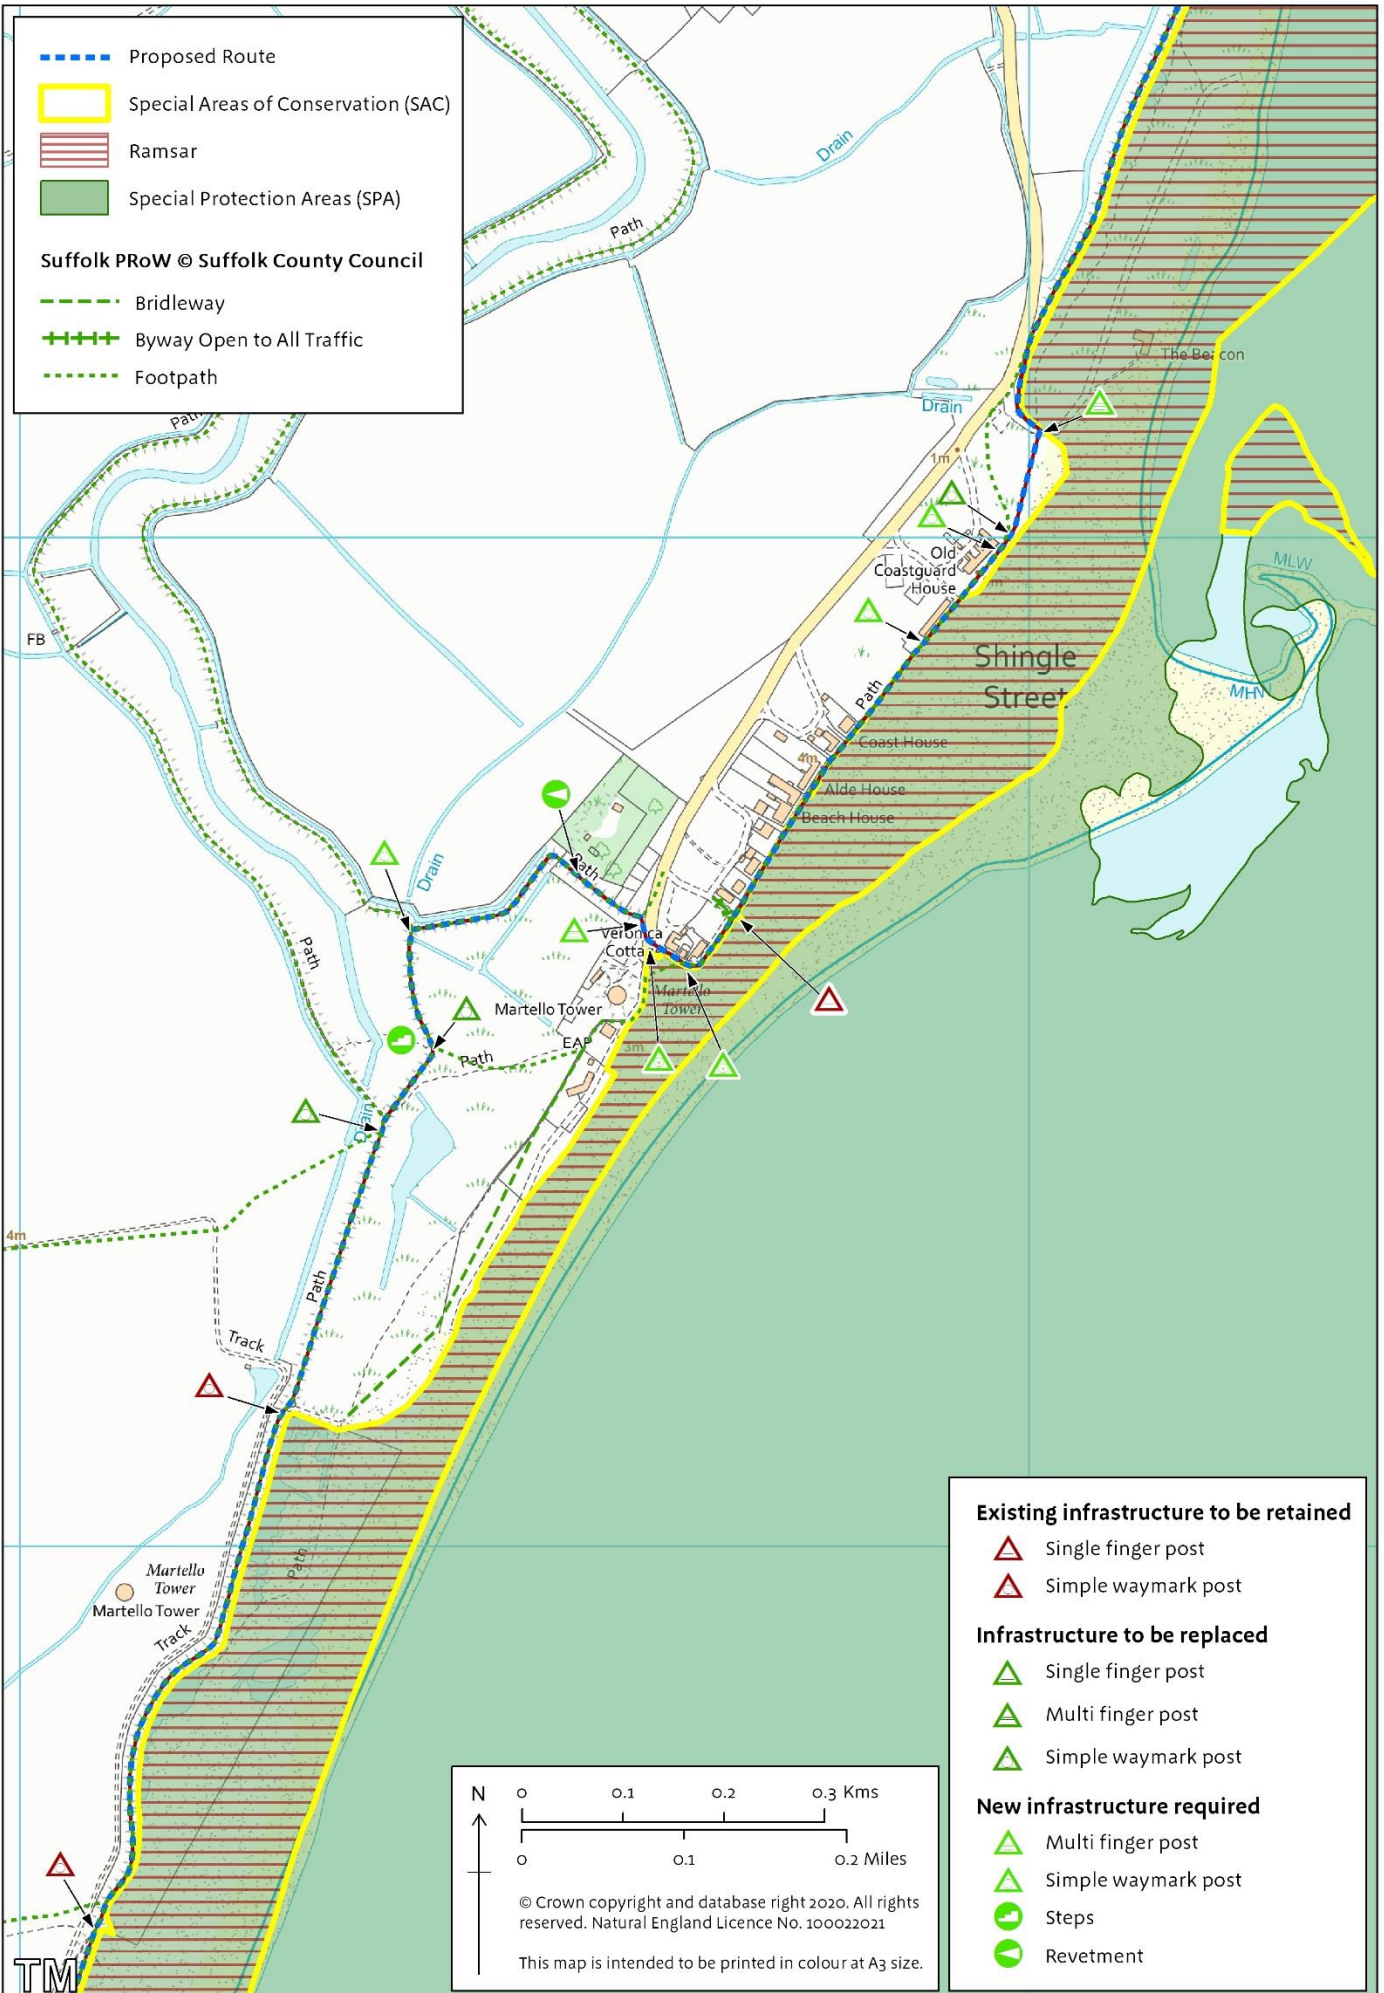 Proposed Route
Special Areas of Conservation (SAC)
Ramsar
Special Protection Areas (SPA)
Suffolk PRoW © Suffolk County Council
Bridleway
Byway Open to All Traffic
Footpath
Drain
Path
Path
The Beacon
Drain
1m
Old
Coastguard
House
FB
Shingle
Street
MLW
MHW
Path
Coast House
4m
Alde House
Beach House
Drain
Path
Path
Veronica
Cotta
Martello Tower
Martello
Tower
3m
Path
Drain
4m
Path
Track
Path
Martello
Tower
Martello Tower
Track
TM
N
0 0.1 0.2 0.3 Kms
0 0.1 0.2 Miles
© Crown copyright and database right 2020. All rights
reserved. Natural England Licence No. 100022021
This map is intended to be printed in colour at A3 size.
Existing infrastructure to be retained
Single finger post
Simple waymark post
Infrastructure to be replaced
Single finger post
Multi finger post
Simple waymark post
New infrastructure required
Multi finger post
Simple waymark post
Steps
Revetment